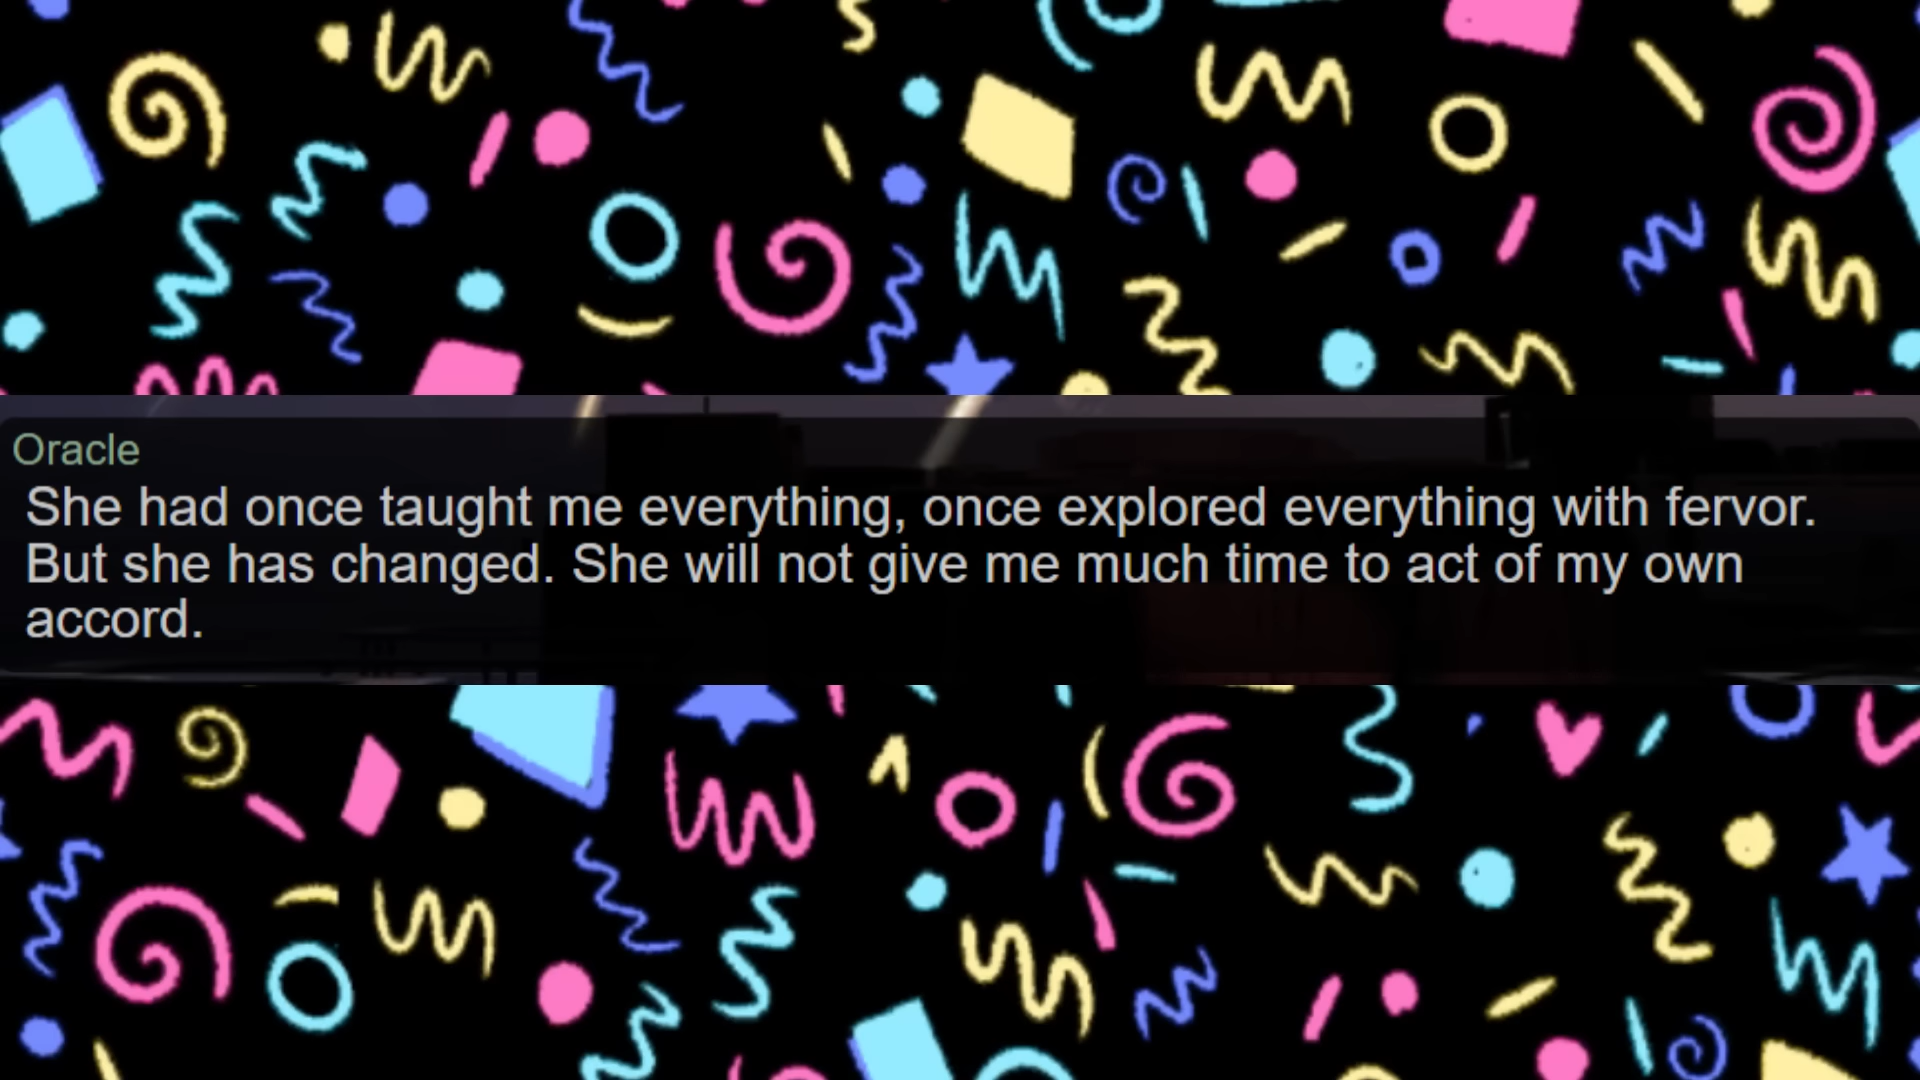 Oracle
She had once taught me everything, once explored everything with fervor.
But she has changed. She will not give me much time to act of my own
accord.